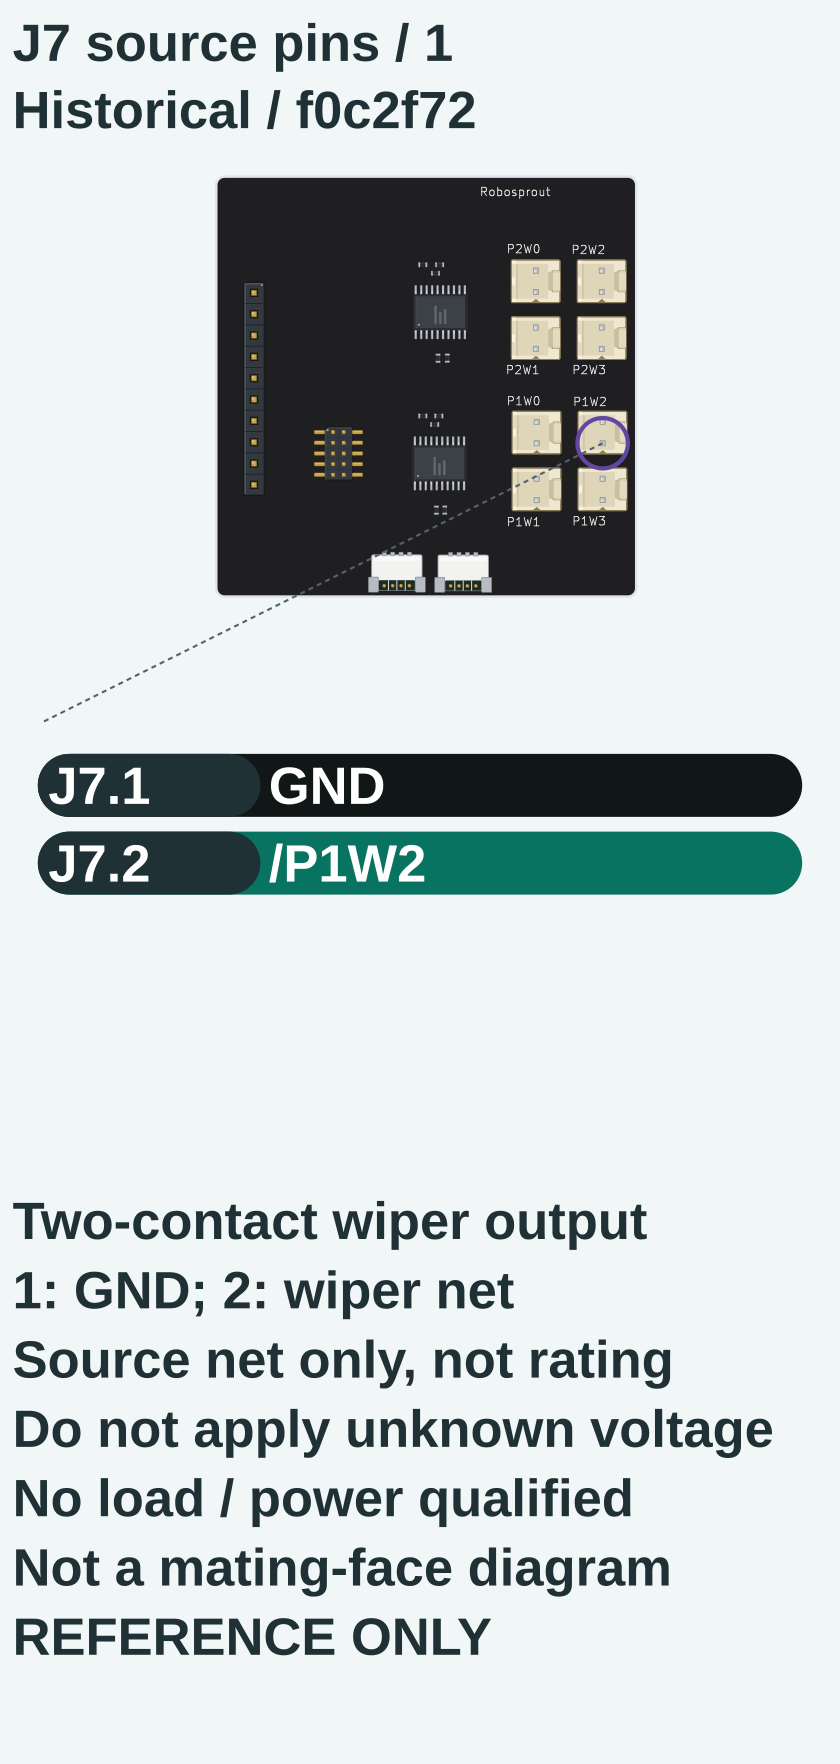 J7 source pins / 1
Historical / f0c2f72
Robosprout
P2W0 P2W2
P2W1 P2W3
P1W0 P1W2
P1W1 P1W3
J7.1 GND
J7.2 /P1W2
Two-contact wiper output
1: GND; 2: wiper net
Source net only, not rating
Do not apply unknown voltage
No load / power qualified
Not a mating-face diagram
REFERENCE ONLY